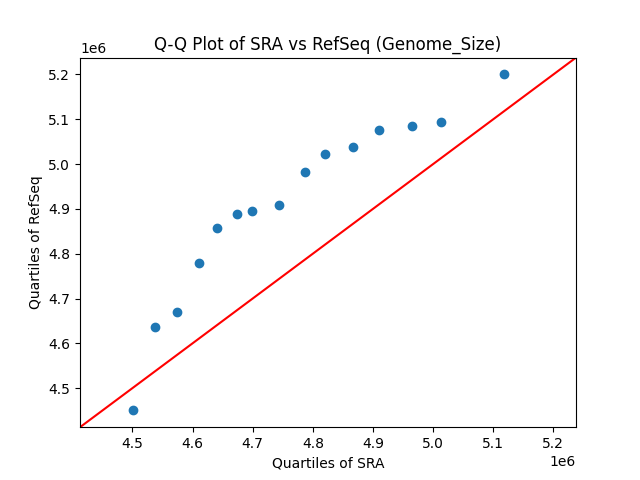 Q-Q Plot of SRA vs RefSeq (Genome_Size)
1e6
5.2
5.1
5.0
4.9
4.8
4.7
4.6
4.5
Quartiles of RefSeq
4.5 4.6 4.7 4.8 4.9 5.0 5.1 5.2
Quartiles of SRA
1e6